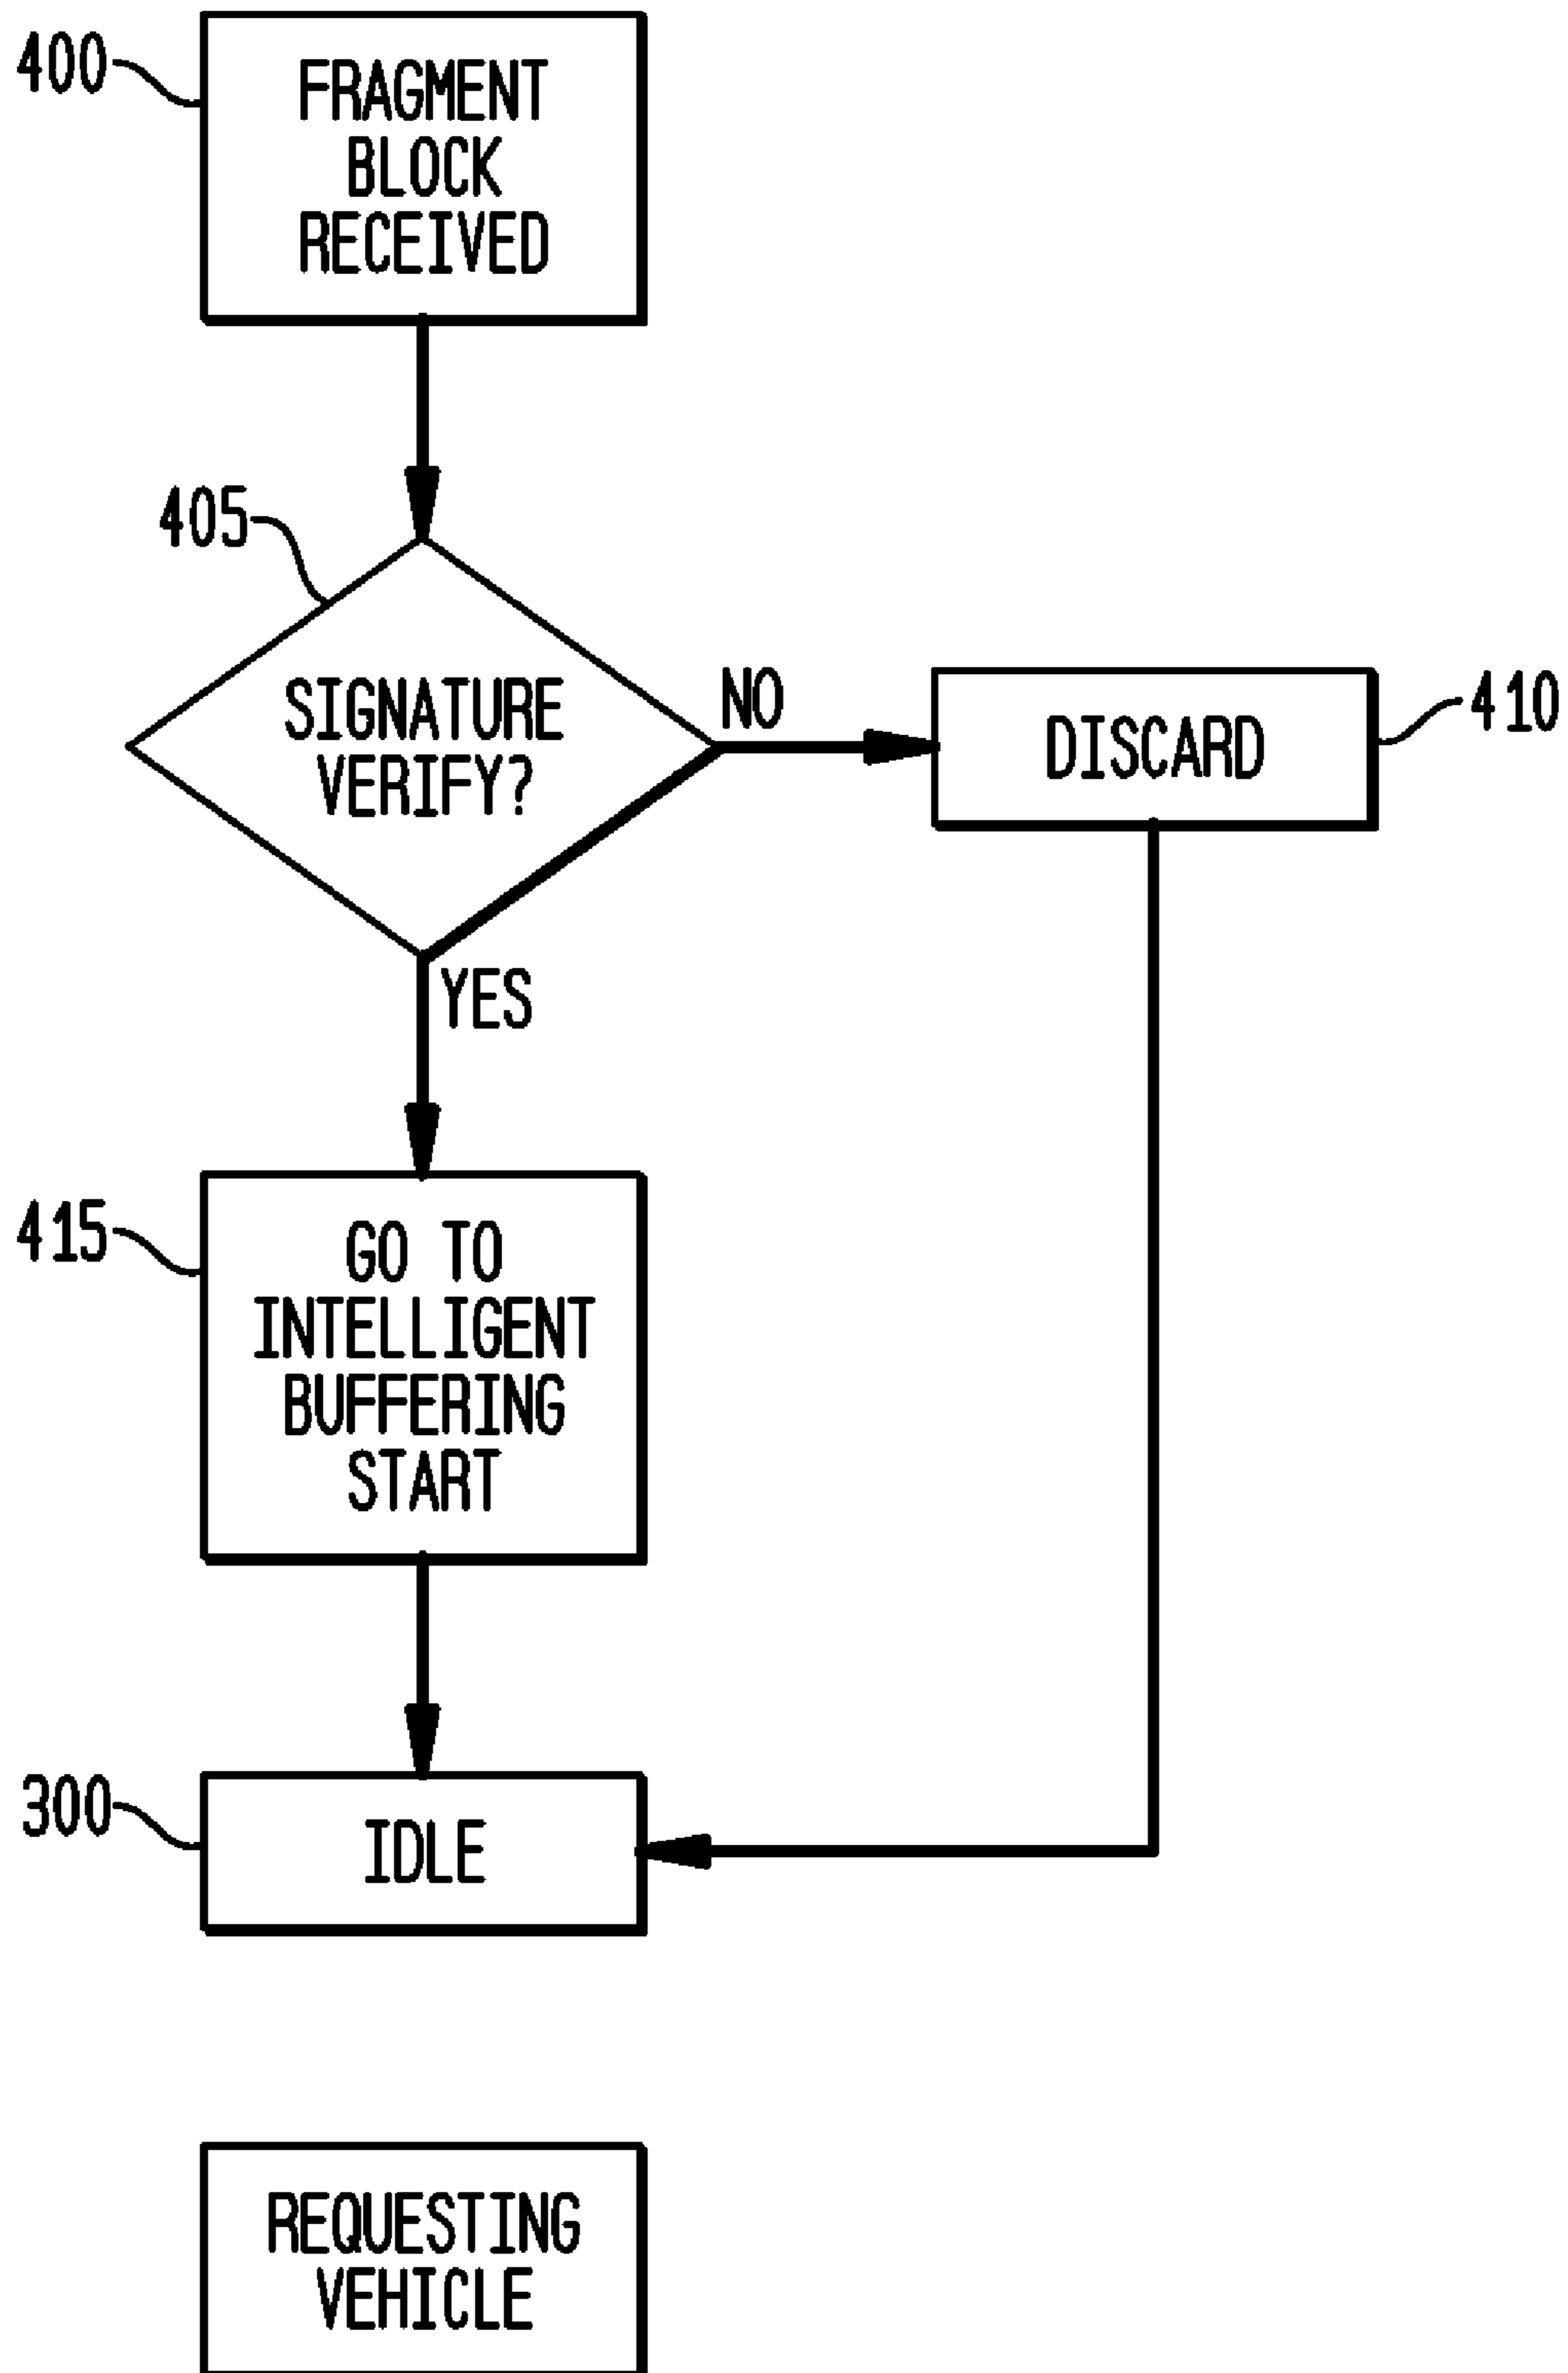 400
FRAGMENT
BLOCK
RECEIVED
405
SIGNATURE
VERIFY?
NO
DISCARD
410
YES
415
GO TO
INTELLIGENT
BUFFERING
START
300
IDLE
REQUESTING
VEHICLE